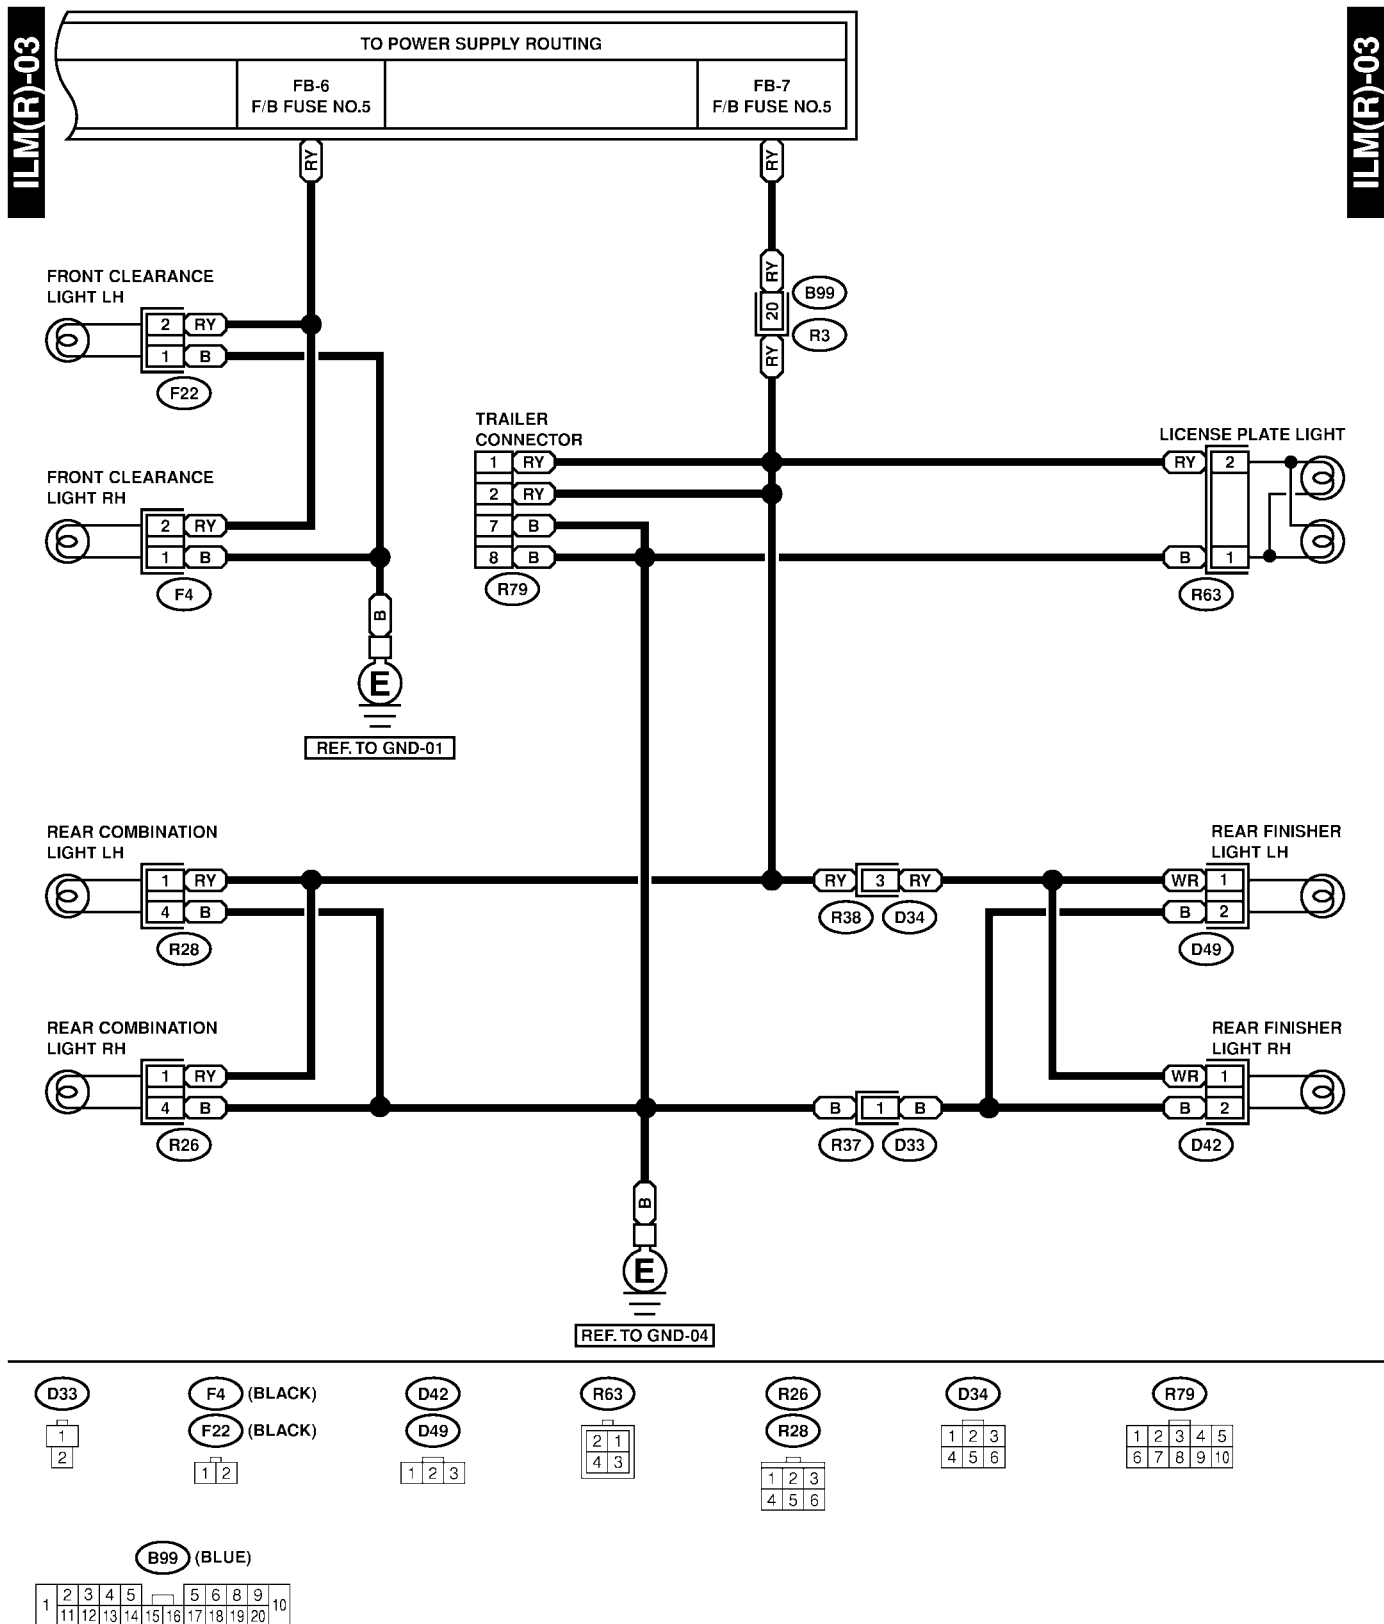 ILM(R)-03
ILM(R)-03
TO POWER SUPPLY ROUTING
FB-6
F/B FUSE NO.5
FB-7
F/B FUSE NO.5
RY
RY
RY
20
B99
R3
RY
FRONT CLEARANCE
LIGHT LH
2 RY
1 B
F22
FRONT CLEARANCE
LIGHT RH
2 RY
1 B
F4
B
E
REF. TO GND-01
TRAILER
CONNECTOR
1 RY
2 RY
7 B
8 B
R79
LICENSE PLATE LIGHT
RY 2
B 1
R63
REAR COMBINATION
LIGHT LH
1 RY
4 B
R28
RY 3 RY
R38 D34
REAR FINISHER
LIGHT LH
WR 1
B 2
D49
REAR COMBINATION
LIGHT RH
1 RY
4 B
R26
B 1 B
R37 D33
REAR FINISHER
LIGHT RH
WR 1
B 2
D42
B
E
REF. TO GND-04
D33
1
2
F4 (BLACK)
F22 (BLACK)
1 2
D42
D49
1 2 3
R63
2 1
4 3
R26
R28
1 2 3
4 5 6
D34
1 2 3
4 5 6
R79
1 2 3 4 5
6 7 8 9 10
B99 (BLUE)
1 2 3 4 5 5 6 8 9 10
11 12 13 14 15 16 17 18 19 20